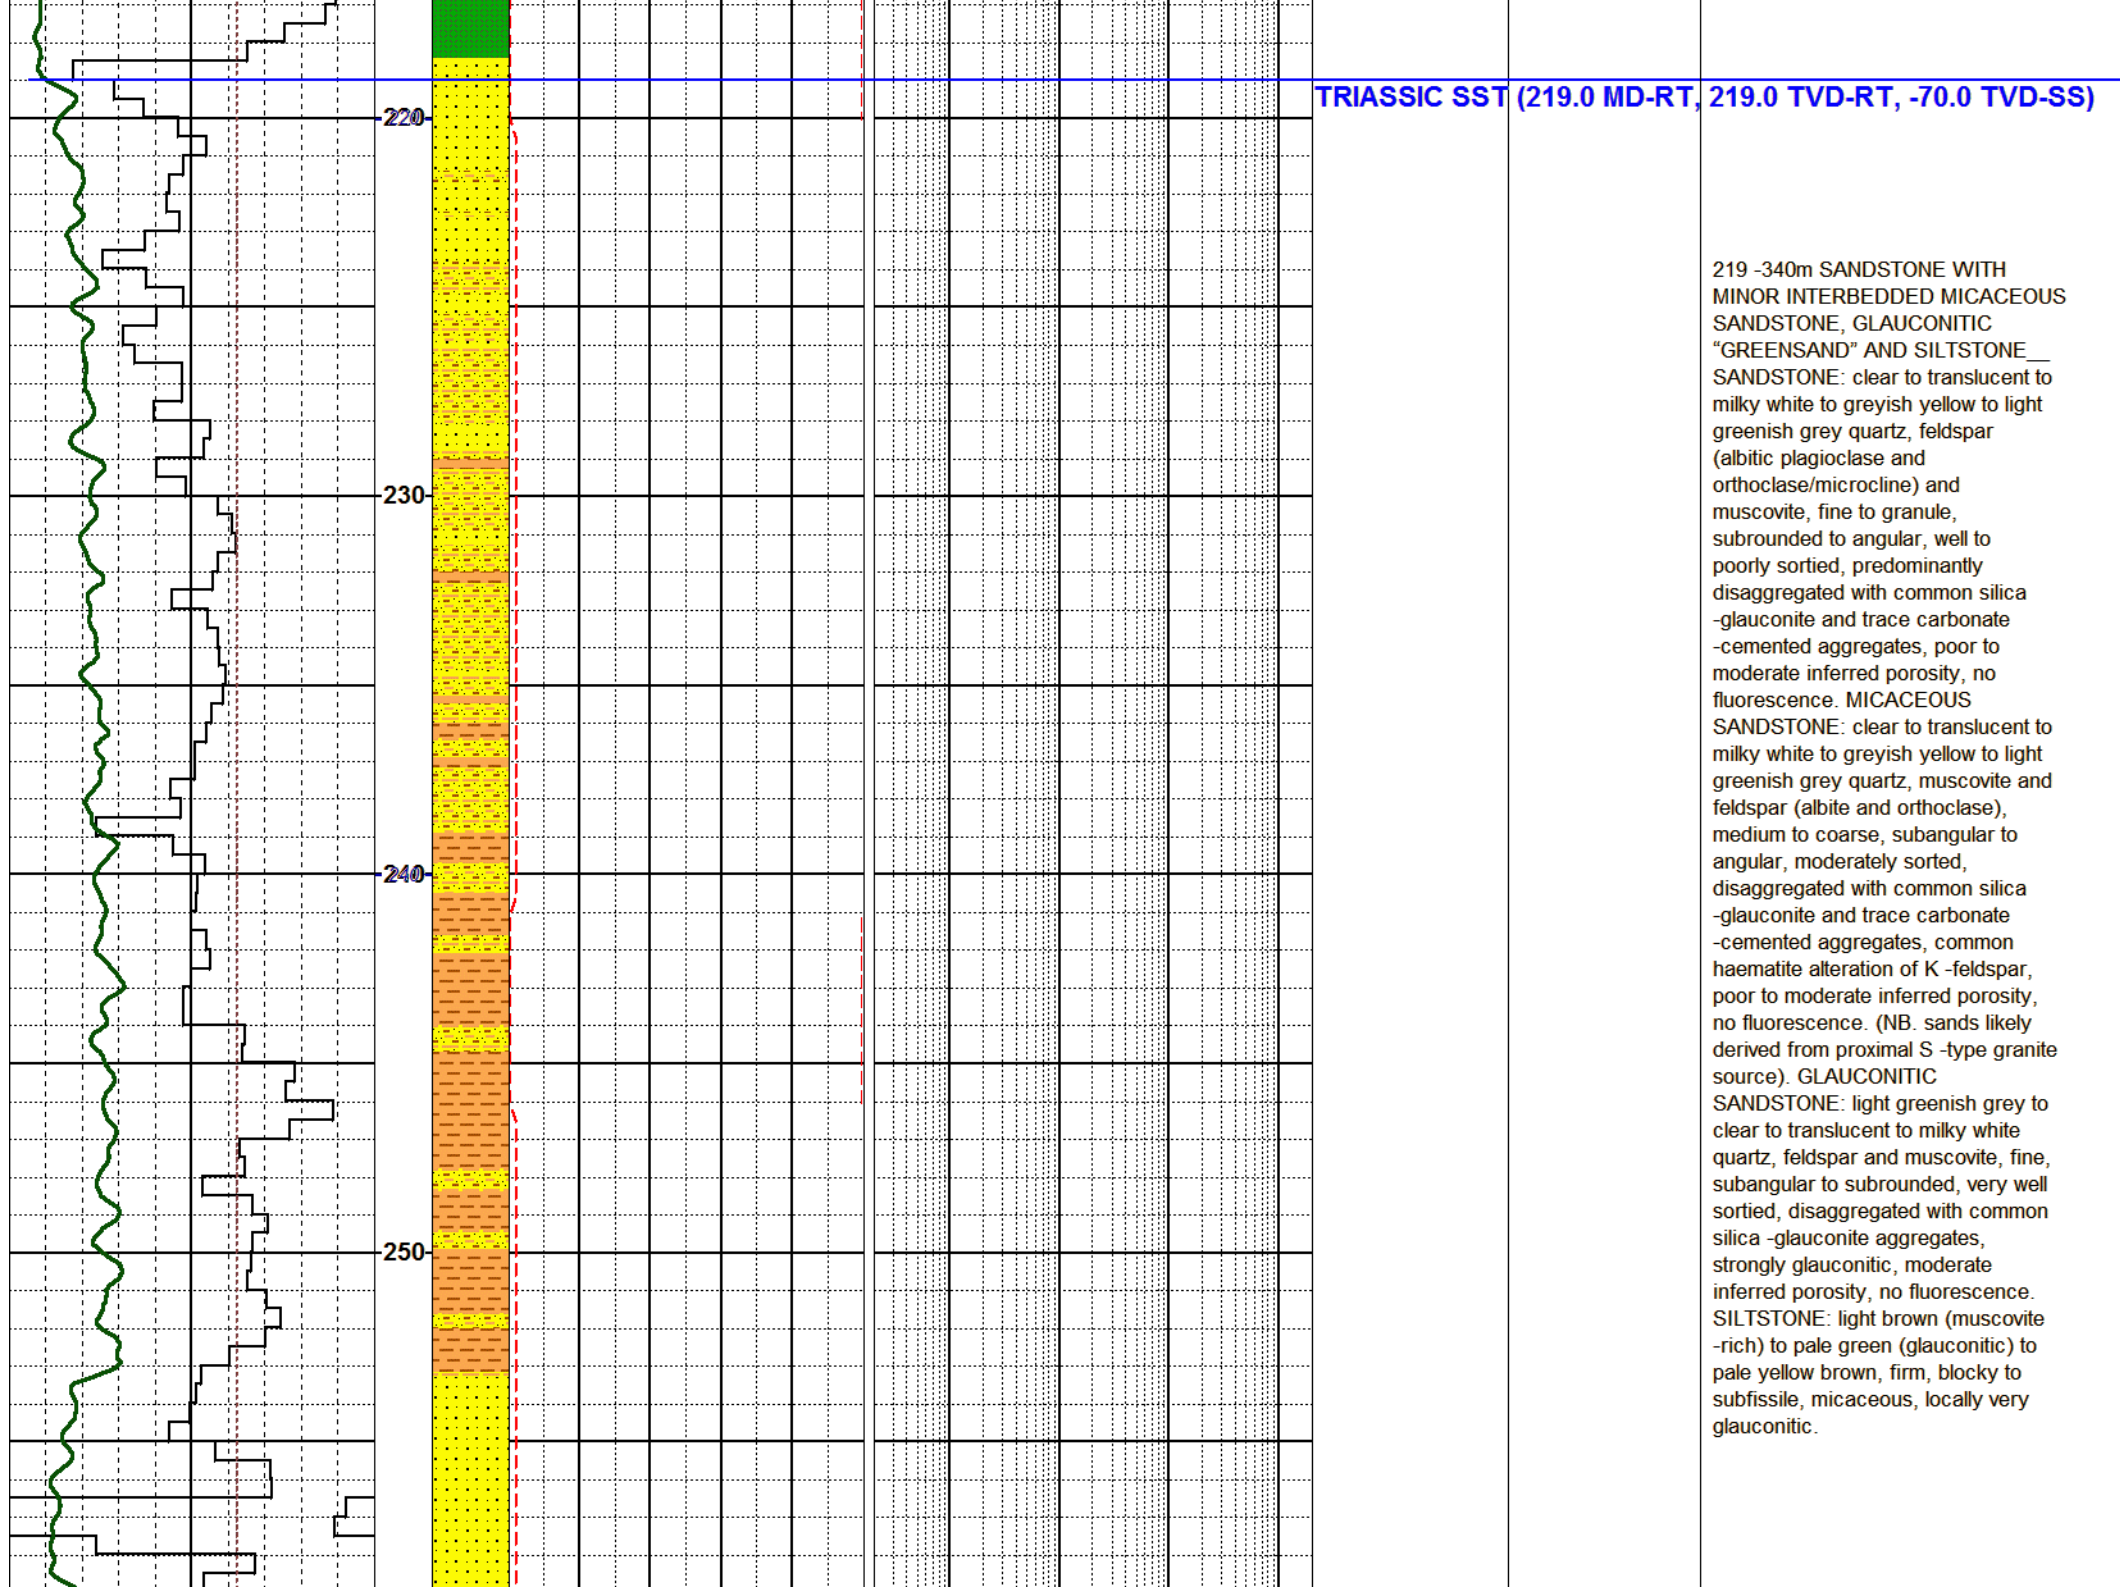 TRIASSIC SST (219.0 MD-RT, 219.0 TVD-RT, -70.0 TVD-SS)
220
230
240
250
219 -340m SANDSTONE WITH
MINOR INTERBEDDED MICACEOUS
SANDSTONE, GLAUCONITIC
“GREENSAND” AND SILTSTONE__
SANDSTONE: clear to translucent to
milky white to greyish yellow to light
greenish grey quartz, feldspar
(albitic plagioclase and
orthoclase/microcline) and
muscovite, fine to granule,
subrounded to angular, well to
poorly sortied, predominantly
disaggregated with common silica
-glauconite and trace carbonate
-cemented aggregates, poor to
moderate inferred porosity, no
fluorescence. MICACEOUS
SANDSTONE: clear to translucent to
milky white to greyish yellow to light
greenish grey quartz, muscovite and
feldspar (albite and orthoclase),
medium to coarse, subangular to
angular, moderately sorted,
disaggregated with common silica
-glauconite and trace carbonate
-cemented aggregates, common
haematite alteration of K -feldspar,
poor to moderate inferred porosity,
no fluorescence. (NB. sands likely
derived from proximal S -type granite
source). GLAUCONITIC
SANDSTONE: light greenish grey to
clear to translucent to milky white
quartz, feldspar and muscovite, fine,
subangular to subrounded, very well
sortied, disaggregated with common
silica -glauconite aggregates,
strongly glauconitic, moderate
inferred porosity, no fluorescence.
SILTSTONE: light brown (muscovite
-rich) to pale green (glauconitic) to
pale yellow brown, firm, blocky to
subfissile, micaceous, locally very
glauconitic.